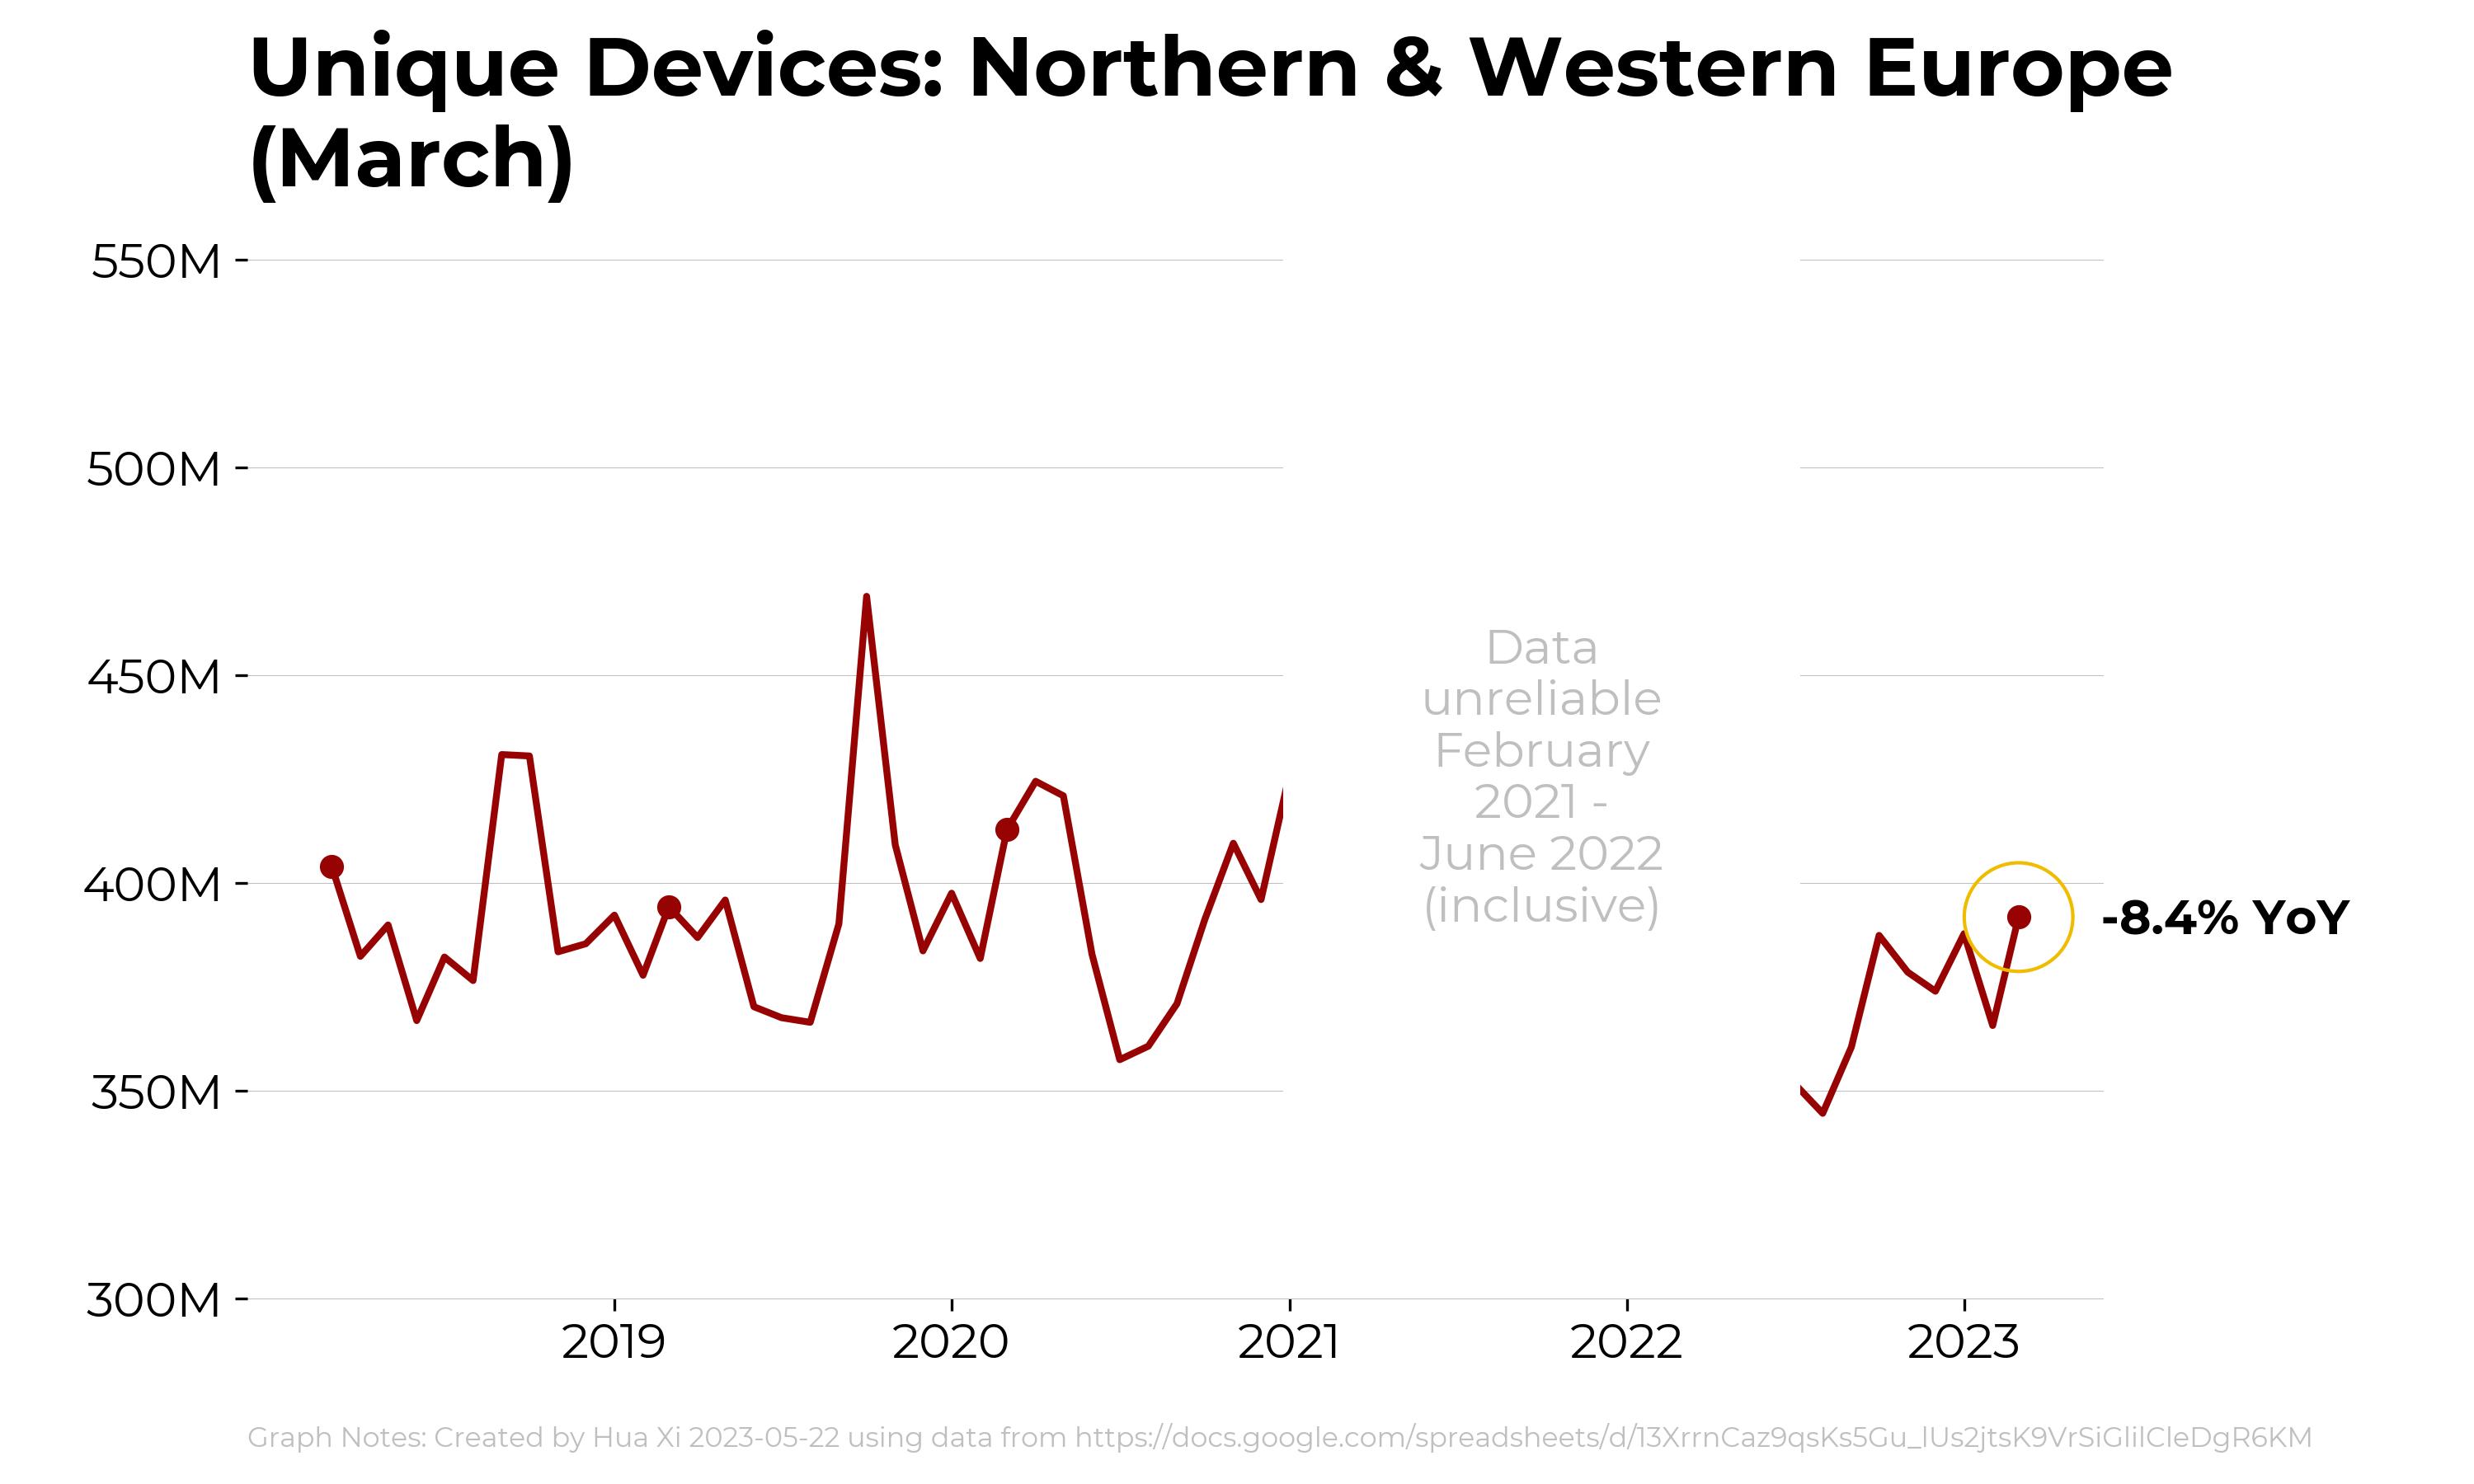 Unique Devices: Northern & Western Europe
(March)
550M
500M
450M
400M
350M
300M
Data
unreliable
February
2021 -
June 2022
(inclusive)
-8.4% YoY
2019
2020
2021
2022
2023
Graph Notes: Created by Hua Xi 2023-05-22 using data from https://docs.google.com/spreadsheets/d/13XrrnCaz9qsKs5Gu_lUs2jtsK9VrSiGlilCleDgR6KM